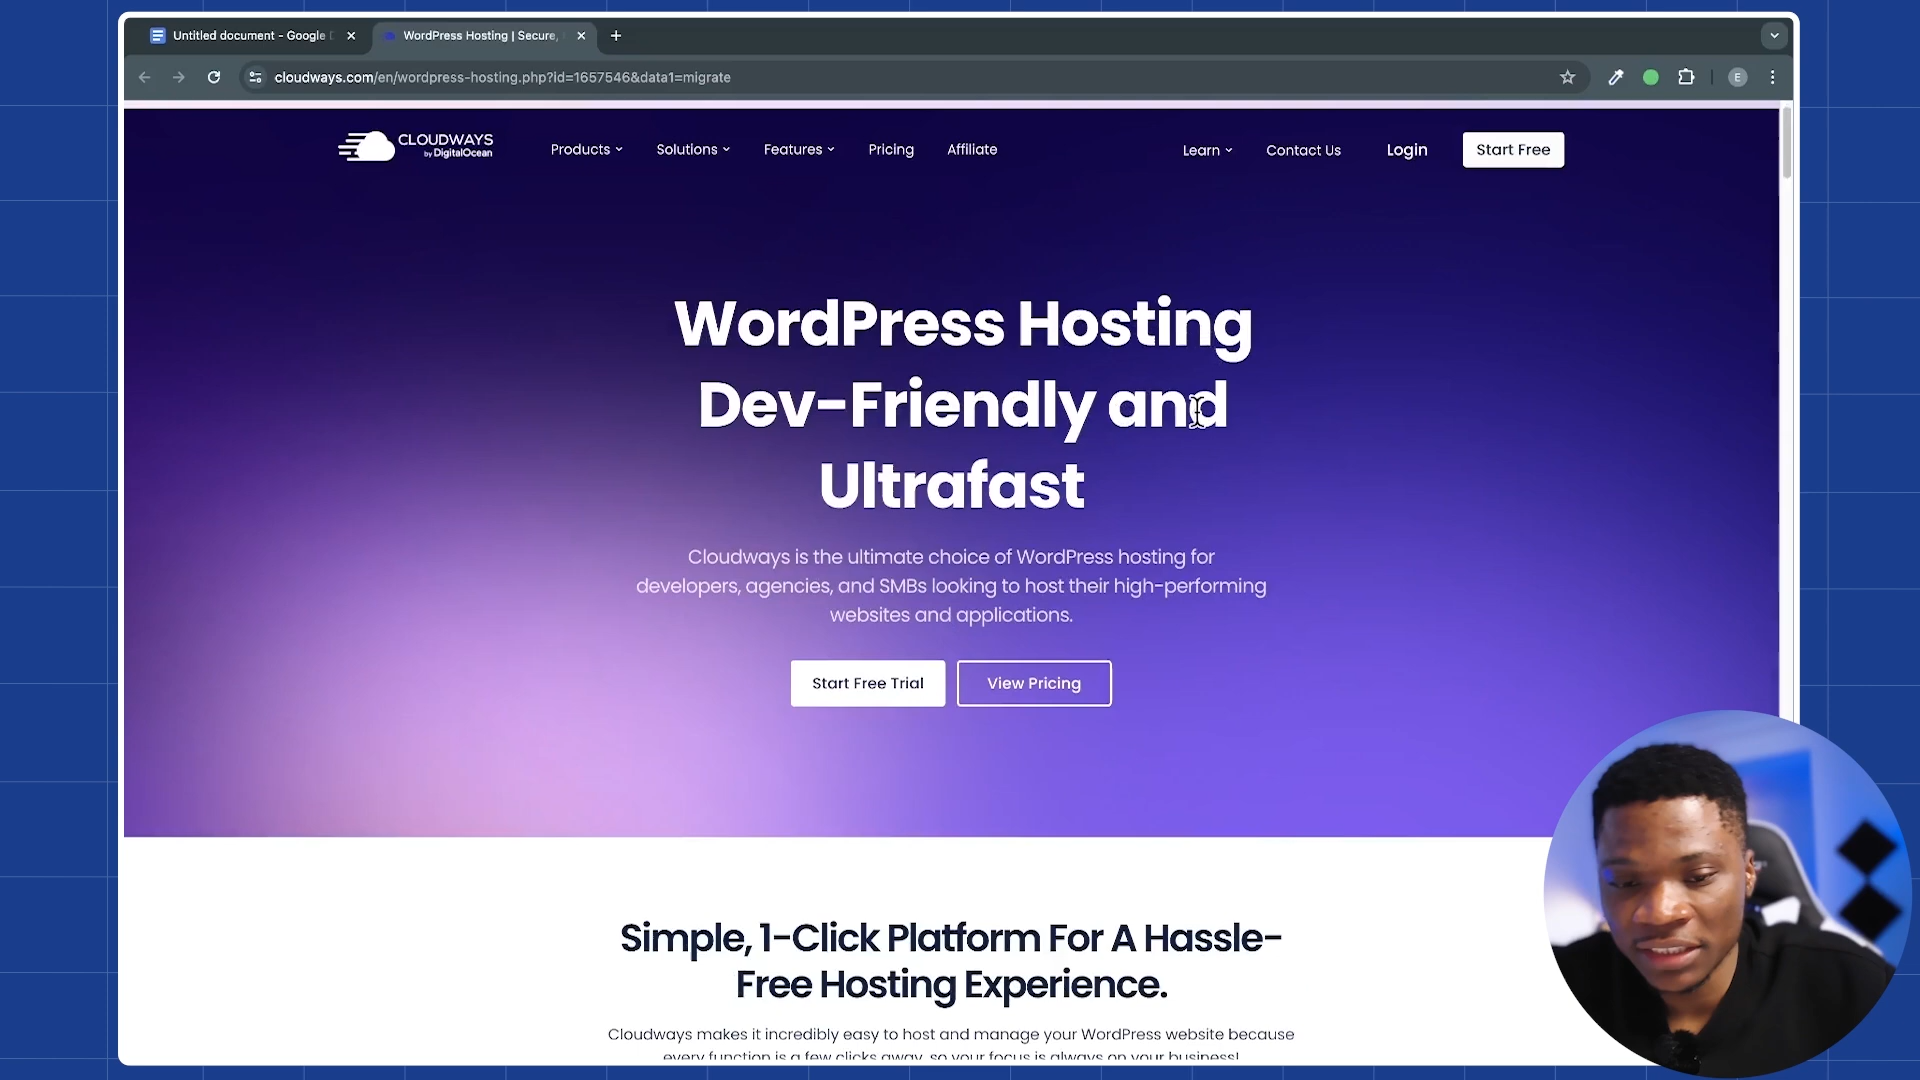 Untitled document - Google
WordPress Hosting | Secure,
cloudways.com/en/wordpress-hosting.php?id=1657546&data1=migrate
E
CLOUDWAYS
by DigitalOcean
Products
Solutions
Features
Pricing
Affiliate
Learn
Contact Us
Login
Start Free
WordPress Hosting
Dev-Friendly and
Ultrafast
Cloudways is the ultimate choice of WordPress hosting for
developers, agencies, and SMBs looking to host their high-performing
websites and applications.
Start Free Trial
View Pricing
Simple, 1-Click Platform For A Hassle-
Free Hosting Experience.
Cloudways makes it incredibly easy to host and manage your WordPress website because
every function is a few clicks away, so your focus is always on your business!